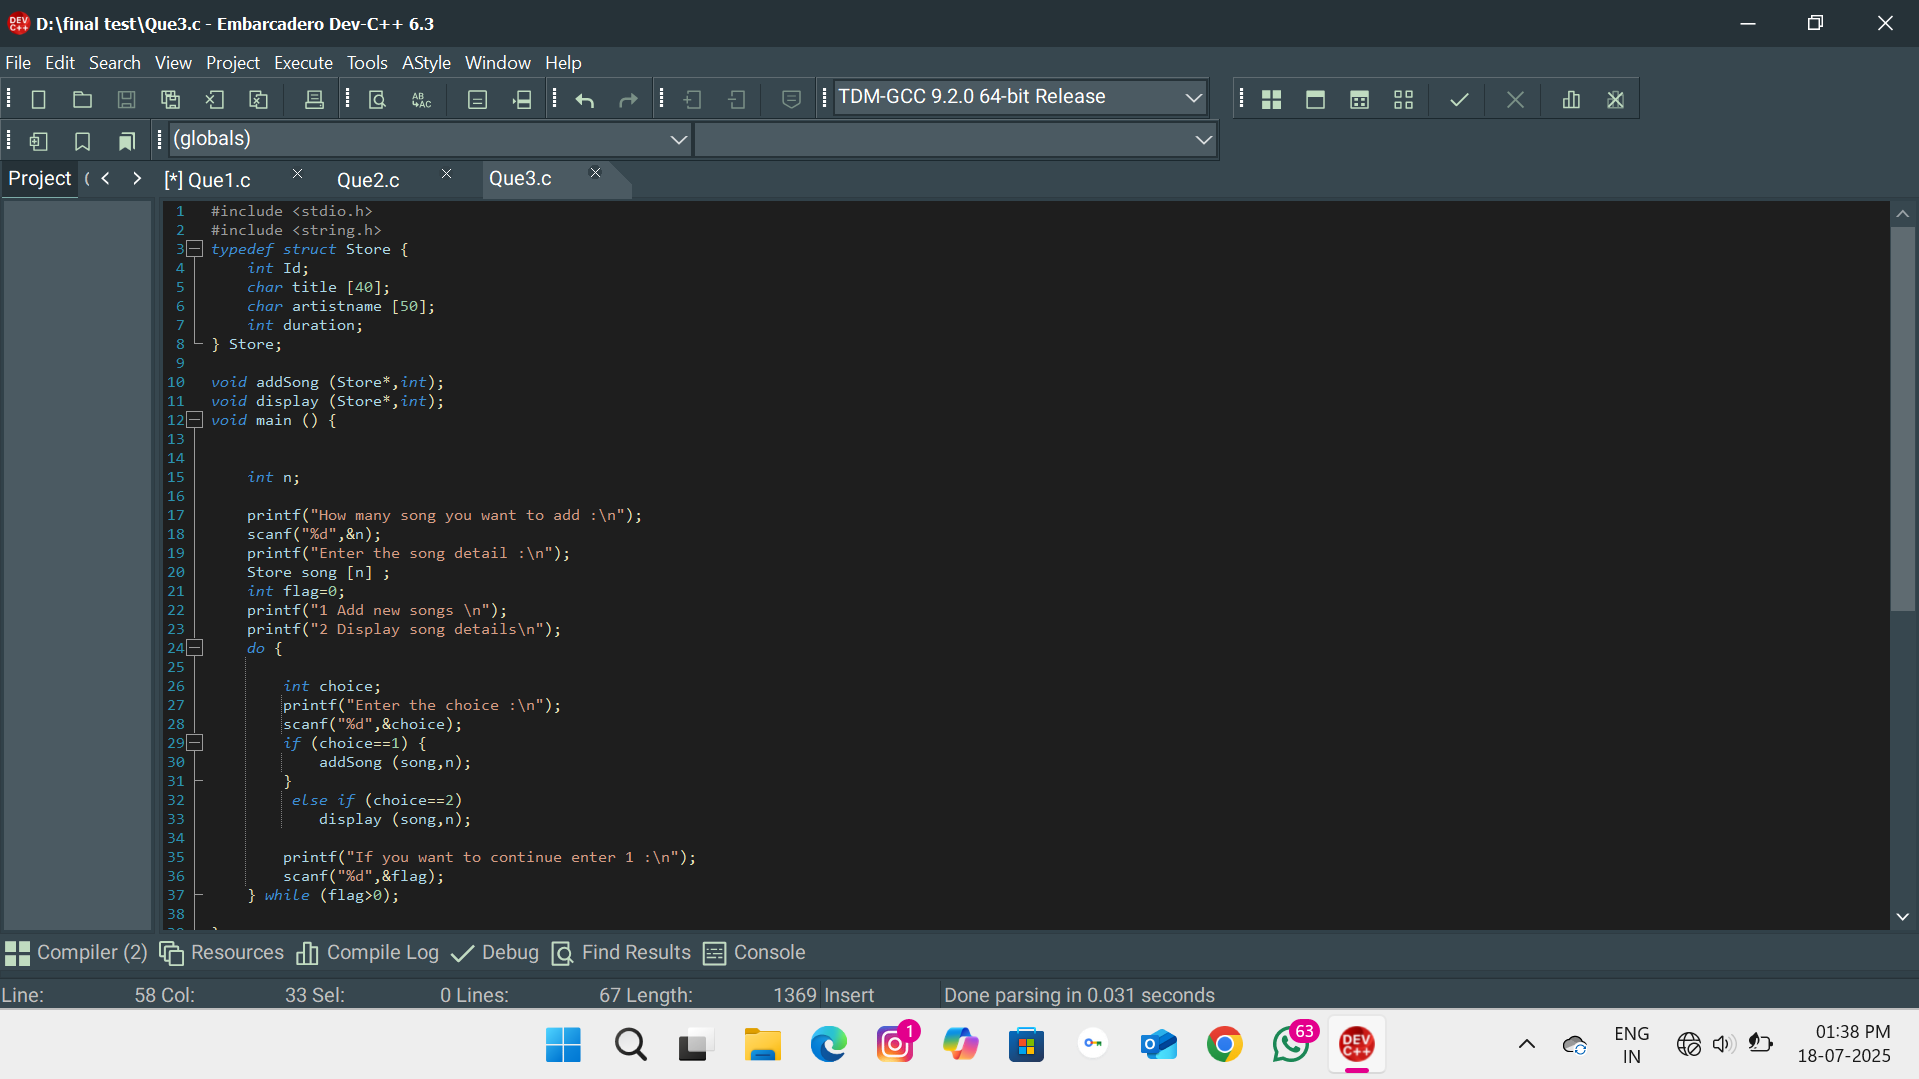 D:\final test\Que3.c - Embarcadero Dev-C++ 6.3
File Edit Search View Project Execute Tools AStyle Window Help
TDM-GCC 9.2.0 64-bit Release
(globals)
Project ( [*] Que1.c Que2.c Que3.c
1 #include <stdio.h>
2 #include <string.h>
3 typedef struct Store {
4 int Id;
5 char title [40];
6 char artistname [50];
7 int duration;
8 } Store;
9
10 void addSong (Store*,int);
11 void display (Store*,int);
12 void main () {
13
14
15 int n;
16
17 printf("How many song you want to add :\n");
18 scanf("%d",&n);
19 printf("Enter the song detail :\n");
20 Store song [n] ;
21 int flag=0;
22 printf("1 Add new songs \n");
23 printf("2 Display song details\n");
24 do {
25
26 int choice;
27 printf("Enter the choice :\n");
28 scanf("%d",&choice);
29 if (choice==1) {
30 addSong (song,n);
31 }
32 else if (choice==2)
33 display (song,n);
34
35 printf("If you want to continue enter 1 :\n");
36 scanf("%d",&flag);
37 } while (flag>0);
38
Compiler (2) Resources Compile Log Debug Find Results Console
Line: 58 Col: 33 Sel: 0 Lines: 67 Length: 1369 Insert Done parsing in 0.031 seconds
1 63 DEV C++
ENG
IN
01:38 PM
18-07-2025